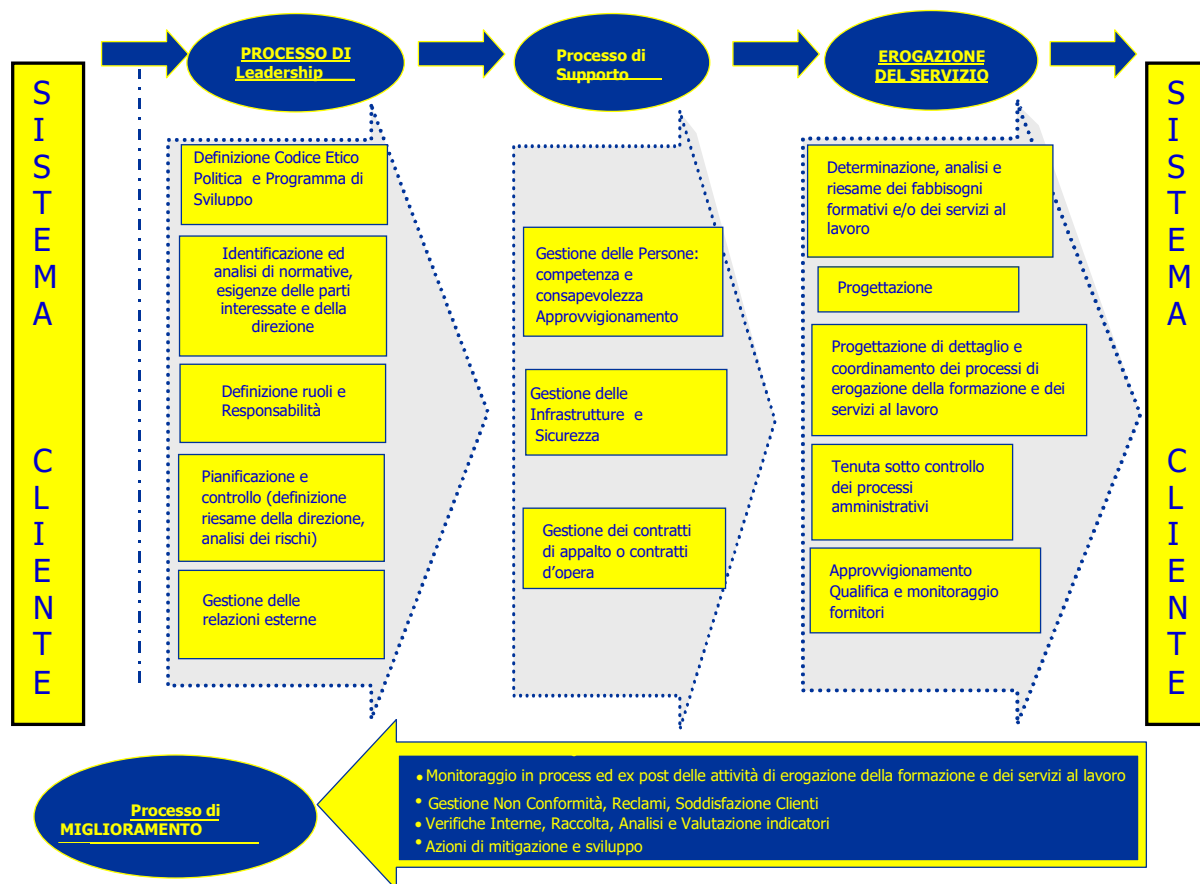 PROCESSO DI
Leadership
Processo di
Supporto
EROGAZIONE
DEL SERVIZIO
S
I
S
T
E
M
A
C
L
I
E
N
T
E
Definizione Codice Etico
Politica e Programma di
Sviluppo
Identificazione ed
analisi di normative,
esigenze delle parti
interessate e della
direzione
Definizione ruoli e
Responsabilità
Pianificazione e
controllo (definizione
riesame della direzione,
analisi dei rischi)
Gestione delle
relazioni esterne
Gestione delle Persone:
competenza e
consapevolezza
Approvvigionamento
Gestione delle
Infrastrutture e
Sicurezza
Gestione dei contratti
di appalto o contratti
d'opera
Determinazione, analisi e
riesame dei fabbisogni
formativi e/o dei servizi al
lavoro
Progettazione
Progettazione di dettaglio e
coordinamento dei processi di
erogazione della formazione e dei
servizi al lavoro
Tenuta sotto controllo
dei processi
amministrativi
Approvvigionamento
Qualifica e monitoraggio
fornitori
S
I
S
T
E
M
A
C
L
I
E
N
T
E
Processo di
MIGLIORAMENTO
• Monitoraggio in process ed ex post delle attività di erogazione della formazione e dei servizi al lavoro
• Gestione Non Conformità, Reclami, Soddisfazione Clienti
• Verifiche Interne, Raccolta, Analisi e Valutazione indicatori
• Azioni di mitigazione e sviluppo